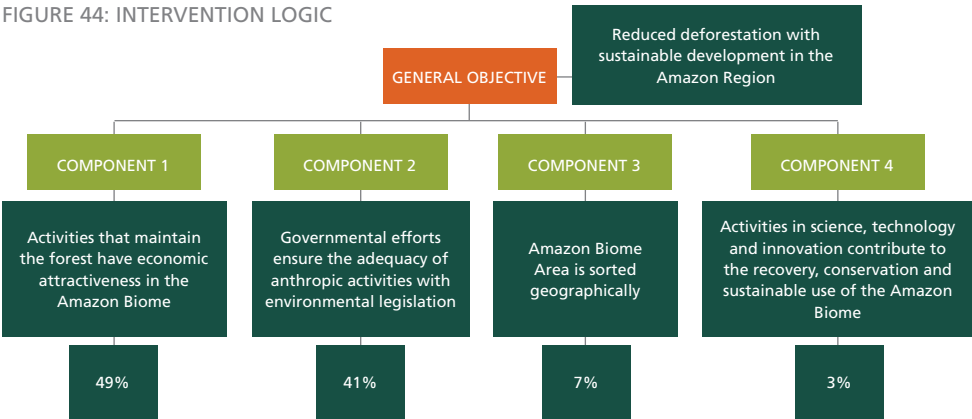 FIGURE 44: INTERVENTION LOGIC
Reduced deforestation with
sustainable development in the
Amazon Region
GENERAL OBJECTIVE
COMPONENT 1
COMPONENT 2
COMPONENT 3
COMPONENT 4
Activities that maintain
the forest have economic
attractiveness in the
Amazon Biome
Governmental efforts
ensure the adequacy of
anthropic activities with
environmental legislation
Amazon Biome
Area is sorted
geographically
Activities in science, technology
and innovation contribute to
the recovery, conservation and
sustainable use of the Amazon
Biome
49%
41%
7%
3%